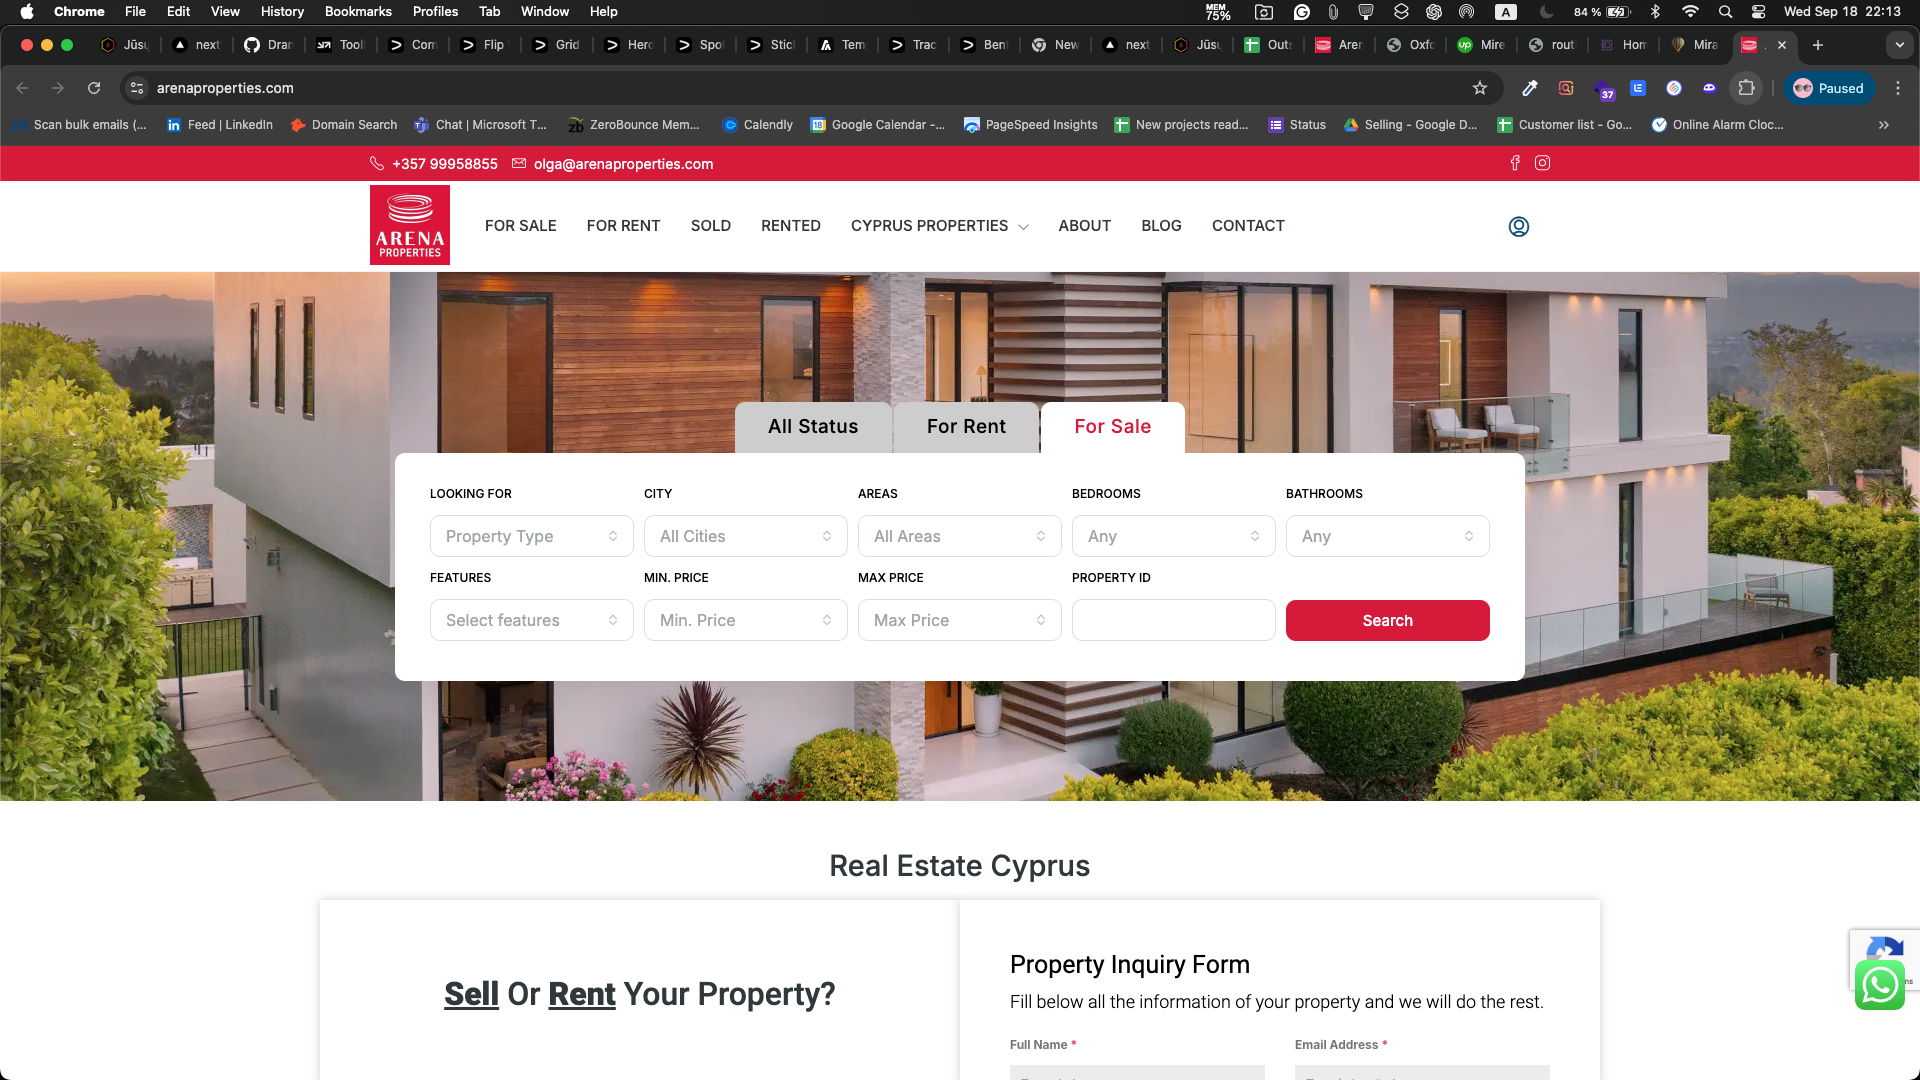 Chrome File Edit View History Bookmarks Profiles Tab Window Help MEM 75% A 84 % Wed Sep 18 22:13
Jūsų next Drar Tool Com Flip Grid Hero Spot Stic Tem Trac Ben New next Jūsu Outs Aren Oxfo Mire rout Hom Mira
arenaproperties.com 37 Paused
Scan bulk emails (... Feed | LinkedIn Domain Search Chat | Microsoft T... ZeroBounce Mem... Calendly Google Calendar -... PageSpeed Insights New projects read... Status Selling - Google D... Customer list - Go... Online Alarm Cloc...
+357 99958855 olga@arenaproperties.com
ARENA
PROPERTIES
FOR SALE FOR RENT SOLD RENTED CYPRUS PROPERTIES ABOUT BLOG CONTACT
All Status For Rent For Sale
LOOKING FOR CITY AREAS BEDROOMS BATHROOMS
Property Type All Cities All Areas Any Any
FEATURES MIN. PRICE MAX PRICE PROPERTY ID
Select features Min. Price Max Price Search
Real Estate Cyprus
Sell Or Rent Your Property?
Property Inquiry Form
Fill below all the information of your property and we will do the rest.
Full Name * Email Address *